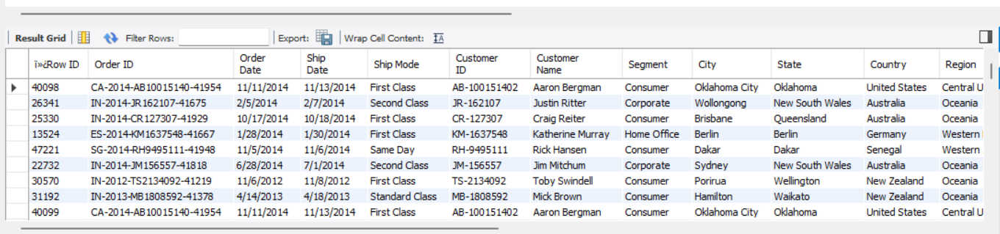 Result Grid Filter Rows: Export: Wrap Cell Content: IA
ï»¿Row ID Order ID Order Date Ship Date Ship Mode Customer ID Customer Name Segment City State Country Region
40098 CA-2014-AB10015140-41954 11/11/2014 11/13/2014 First Class AB-100151402 Aaron Bergman Consumer Oklahoma City Oklahoma United States Central U
26341 IN-2014-CR162107-41675 2/5/2014 2/7/2014 Second Class JR-162107 Justin Ritter Corporate Wollongong New South Wales Australia Oceania
25330 IN-2014-CR127307-41929 10/17/2014 10/18/2014 First Class CR-127307 Craig Reiter Consumer Brisbane Queensland Australia Oceania
13524 ES-2014-KM1637548-41667 1/28/2014 1/30/2014 First Class KM-1637548 Katherine Murray Home Office Berlin Berlin Germany Western
47221 SG-2014-RH9495111-41948 11/5/2014 11/6/2014 Same Day RH-9495111 Rick Hansen Consumer Dakar Dakar Senegal Western
22732 IN-2014-JM156557-41818 6/28/2014 7/1/2014 Second Class JM-156557 Jim Mitchum Corporate Sydney New South Wales Australia Oceania
30570 IN-2012-TS2134092-41219 11/6/2012 11/8/2012 First Class TS-2134092 Toby Swindell Consumer Porirua Wellington New Zealand Oceania
31192 IN-2013-MB1808592-41378 4/14/2013 4/18/2013 Standard Class MB-1808592 Mick Brown Consumer Hamilton Waikato New Zealand Oceania
40099 CA-2014-AB10015140-41954 11/11/2014 11/13/2014 First Class AB-100151402 Aaron Bergman Consumer Oklahoma City Oklahoma United States Central U